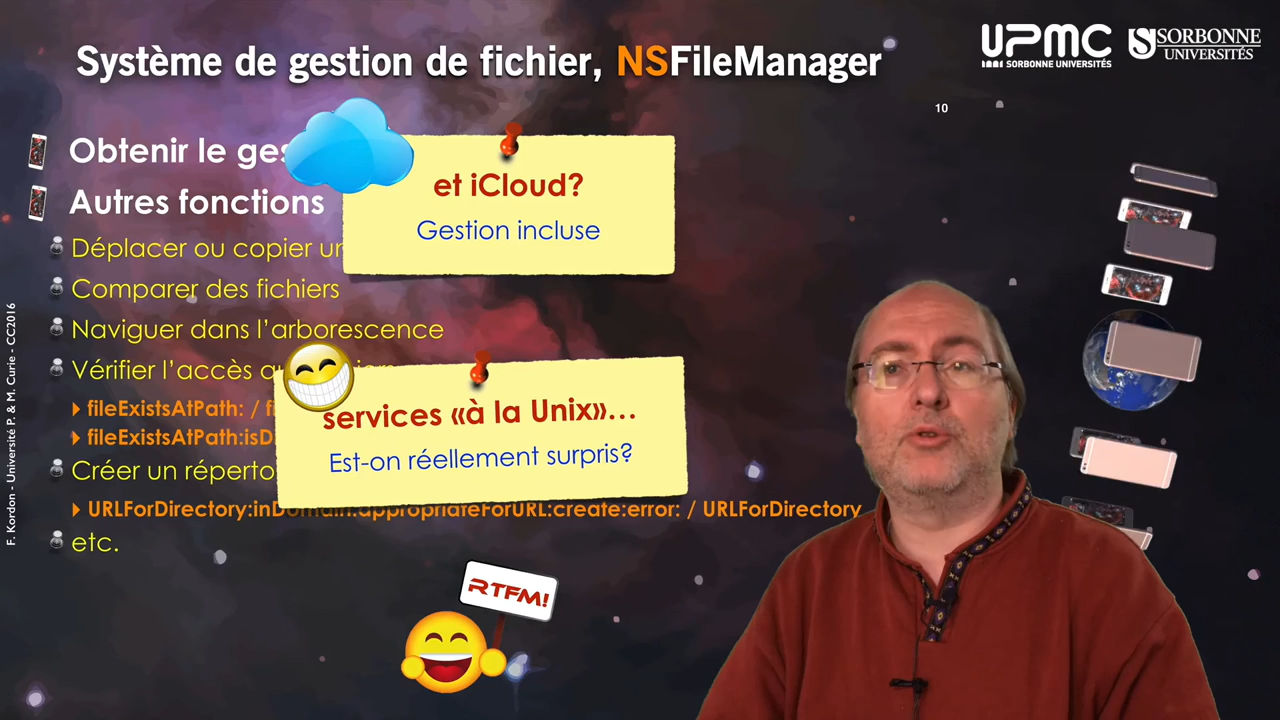 Système de gestion de fichier, NSFileManager
UPMC
SORBONNE UNIVERSITÉS
SORBONNE
UNIVERSITÉS
10
Obtenir le ges
et iCloud?
Gestion incluse
Autres fonctions
Déplacer ou copier un
Comparer des fichiers
Naviguer dans l’arborescence
Vérifier l’accès
fileExistsAtPath: /
fileExistsAtPath:isD
services «à la Unix»…
Est-on réellement surpris?
Créer un réperto
URLForDirectory:inDomain:appropriateForURL:create:error: / URLForDirectory
etc.
RTFM!
F. Kordon - Université P. & M. Curie - CC2016